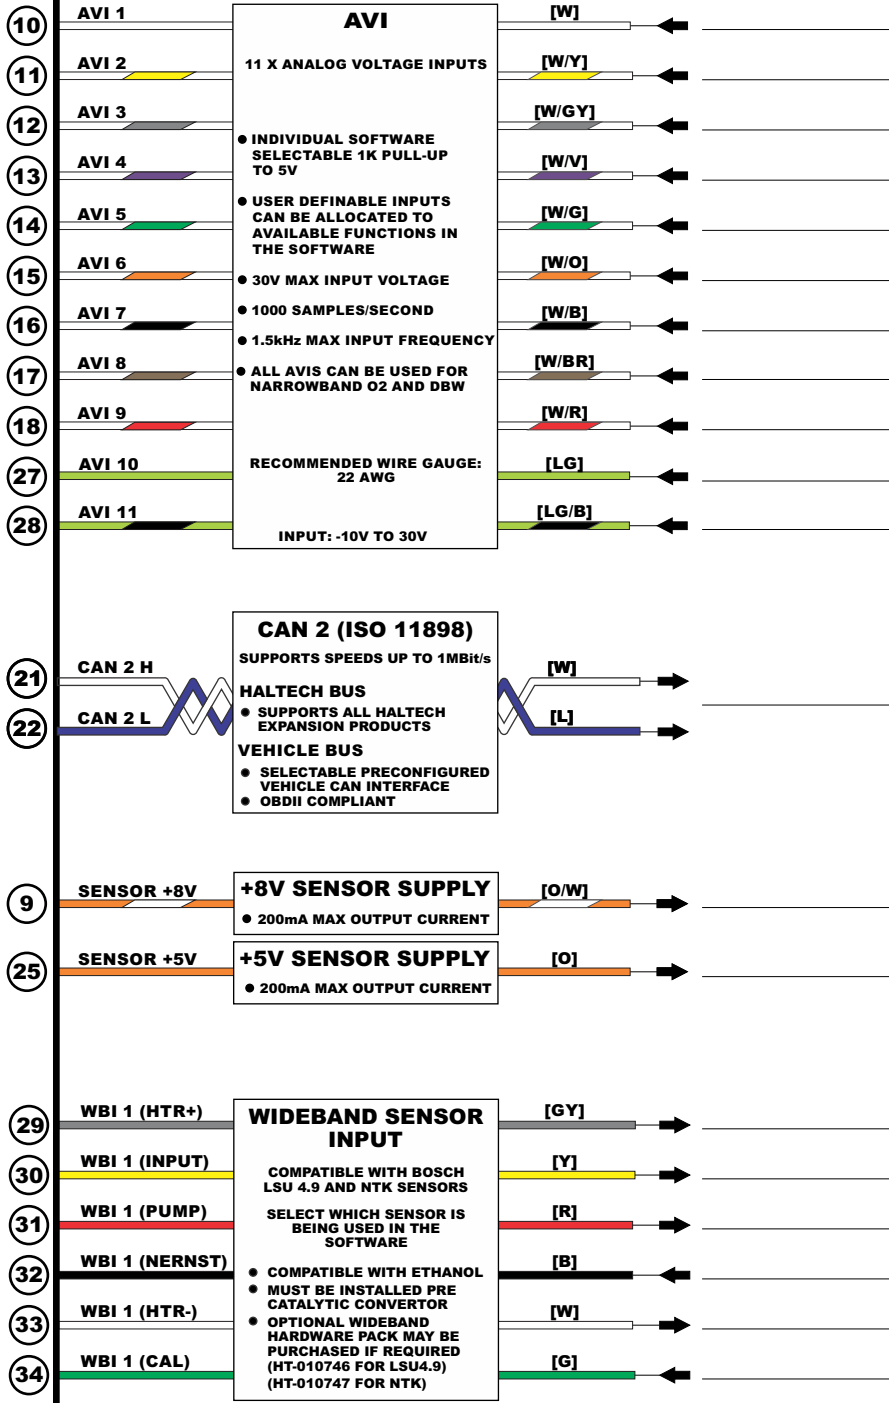 10 AVI 1 [W]
AVI
11 AVI 2 [W/Y]
11 X ANALOG VOLTAGE INPUTS
12 AVI 3 [W/GY]
● INDIVIDUAL SOFTWARE
SELECTABLE 1K PULL-UP
TO 5V
13 AVI 4 [W/V]
● USER DEFINABLE INPUTS
CAN BE ALLOCATED TO
AVAILABLE FUNCTIONS IN
THE SOFTWARE
14 AVI 5 [W/G]
15 AVI 6 [W/O]
● 30V MAX INPUT VOLTAGE
● 1000 SAMPLES/SECOND
16 AVI 7 [W/B]
● 1.5kHz MAX INPUT FREQUENCY
17 AVI 8 [W/BR]
● ALL AVIS CAN BE USED FOR
NARROWBAND O2 AND DBW
18 AVI 9 [W/R]
27 AVI 10 [LG]
RECOMMENDED WIRE GAUGE:
22 AWG
28 AVI 11 [LG/B]
INPUT: -10V TO 30V
CAN 2 (ISO 11898)
SUPPORTS SPEEDS UP TO 1MBit/s
21 CAN 2 H [W]
HALTECH BUS
● SUPPORTS ALL HALTECH
EXPANSION PRODUCTS
22 CAN 2 L [L]
VEHICLE BUS
● SELECTABLE PRECONFIGURED
VEHICLE CAN INTERFACE
● OBDII COMPLIANT
9 SENSOR +8V [O/W]
+8V SENSOR SUPPLY
● 200mA MAX OUTPUT CURRENT
25 SENSOR +5V [O]
+5V SENSOR SUPPLY
● 200mA MAX OUTPUT CURRENT
29 WBI 1 (HTR+) [GY]
WIDEBAND SENSOR
INPUT
30 WBI 1 (INPUT) [Y]
COMPATIBLE WITH BOSCH
LSU 4.9 AND NTK SENSORS
31 WBI 1 (PUMP) [R]
SELECT WHICH SENSOR IS
BEING USED IN THE
SOFTWARE
32 WBI 1 (NERNST) [B]
● COMPATIBLE WITH ETHANOL
● MUST BE INSTALLED PRE
CATALYTIC CONVERTOR
33 WBI 1 (HTR-) [W]
● OPTIONAL WIDEBAND
HARDWARE PACK MAY BE
PURCHASED IF REQUIRED
(HT-010746 FOR LSU4.9)
(HT-010747 FOR NTK)
34 WBI 1 (CAL) [G]